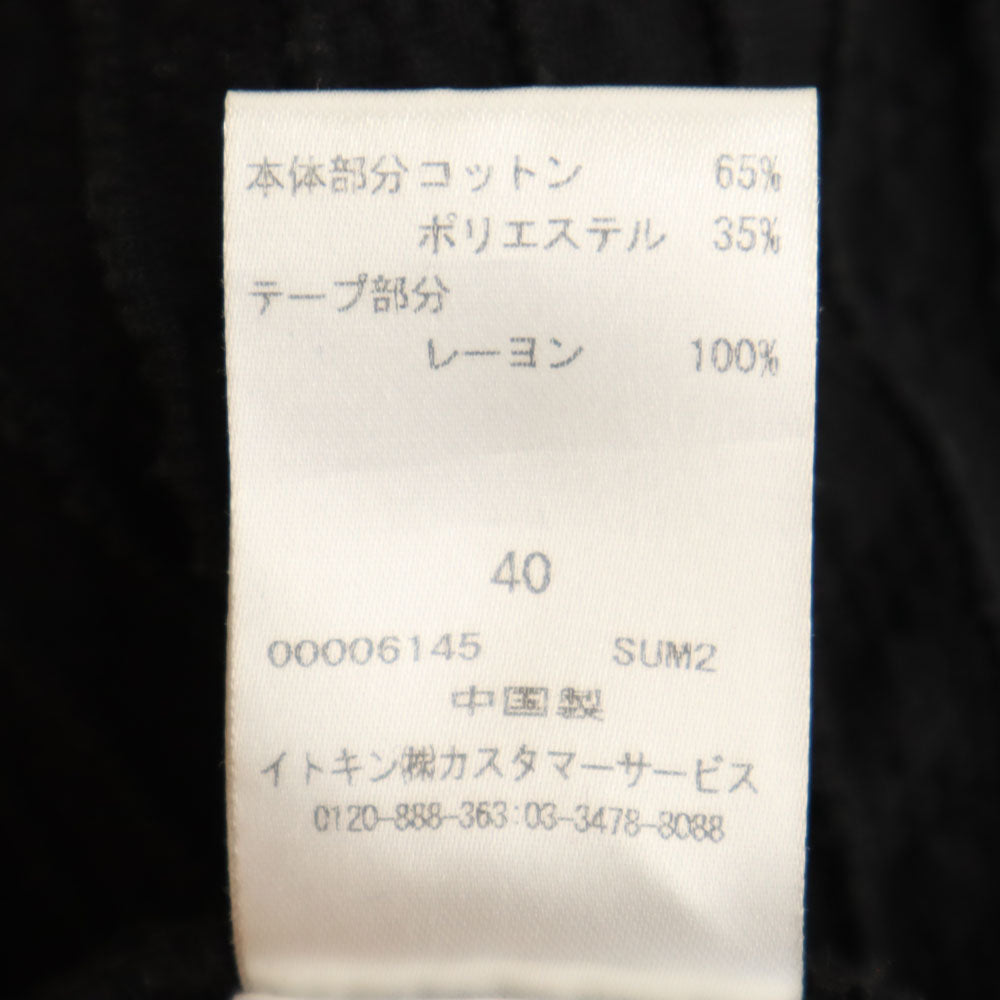 本体部分 コットン 65%
ポリエステル 35%
テープ部分
レーヨン 100%
40
00006145 SUM2
中国製
イトキン㈱カスタマーサービス
0120-888-363:03-3478-8088